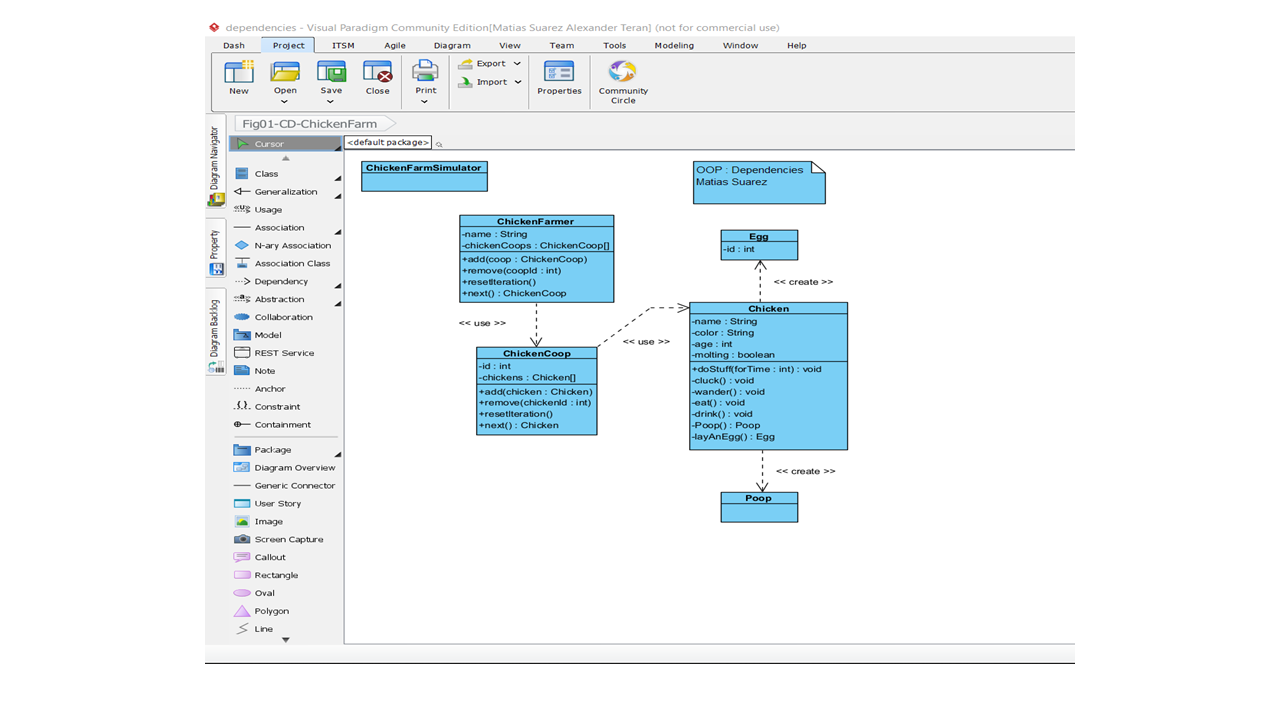 dependencies - Visual Paradigm Community Edition[Matias Suarez Alexander Teran] (not for commercial use)
Dash Project ITSM Agile Diagram View Team Tools Modeling Window Help
New Open Save Close Print Export Import Properties Community Circle
Fig01-CD-ChickenFarm
<default package>
Diagram Navigator
Property
Diagram Backlog
Cursor
Class
Generalization
Usage
Association
N-ary Association
Association Class
Dependency
Abstraction
Collaboration
Model
REST Service
Note
Anchor
Constraint
Containment
Package
Diagram Overview
Generic Connector
User Story
Image
Screen Capture
Callout
Rectangle
Oval
Polygon
Line
ChickenFarmSimulator
OOP : Dependencies
Matias Suarez
ChickenFarmer
-name : String
-chickenCoops : ChickenCoop[]
+add(coop : ChickenCoop)
+remove(coopId : int)
+resetIteration()
+next() : ChickenCoop
<< use >>
ChickenCoop
-id : int
-chickens : Chicken[]
+add(chicken : Chicken)
+remove(chickenId : int)
+resetIteration()
+next() : Chicken
<< use >>
Egg
-id : int
<< create >>
Chicken
-name : String
-color : String
-age : int
-molting : boolean
+doStuff(forTime : int) : void
-cluck() : void
-wander() : void
-eat() : void
-drink() : void
-Poop() : Poop
-layAnEgg() : Egg
<< create >>
Poop